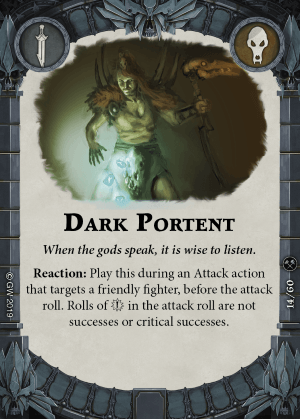 DARK PORTENT
When the gods speak, it is wise to listen.
Reaction: Play this during an Attack action
that targets a friendly fighter, before the attack
roll. Rolls of in the attack roll are not
successes or critical successes.
©GW 2019
14/60